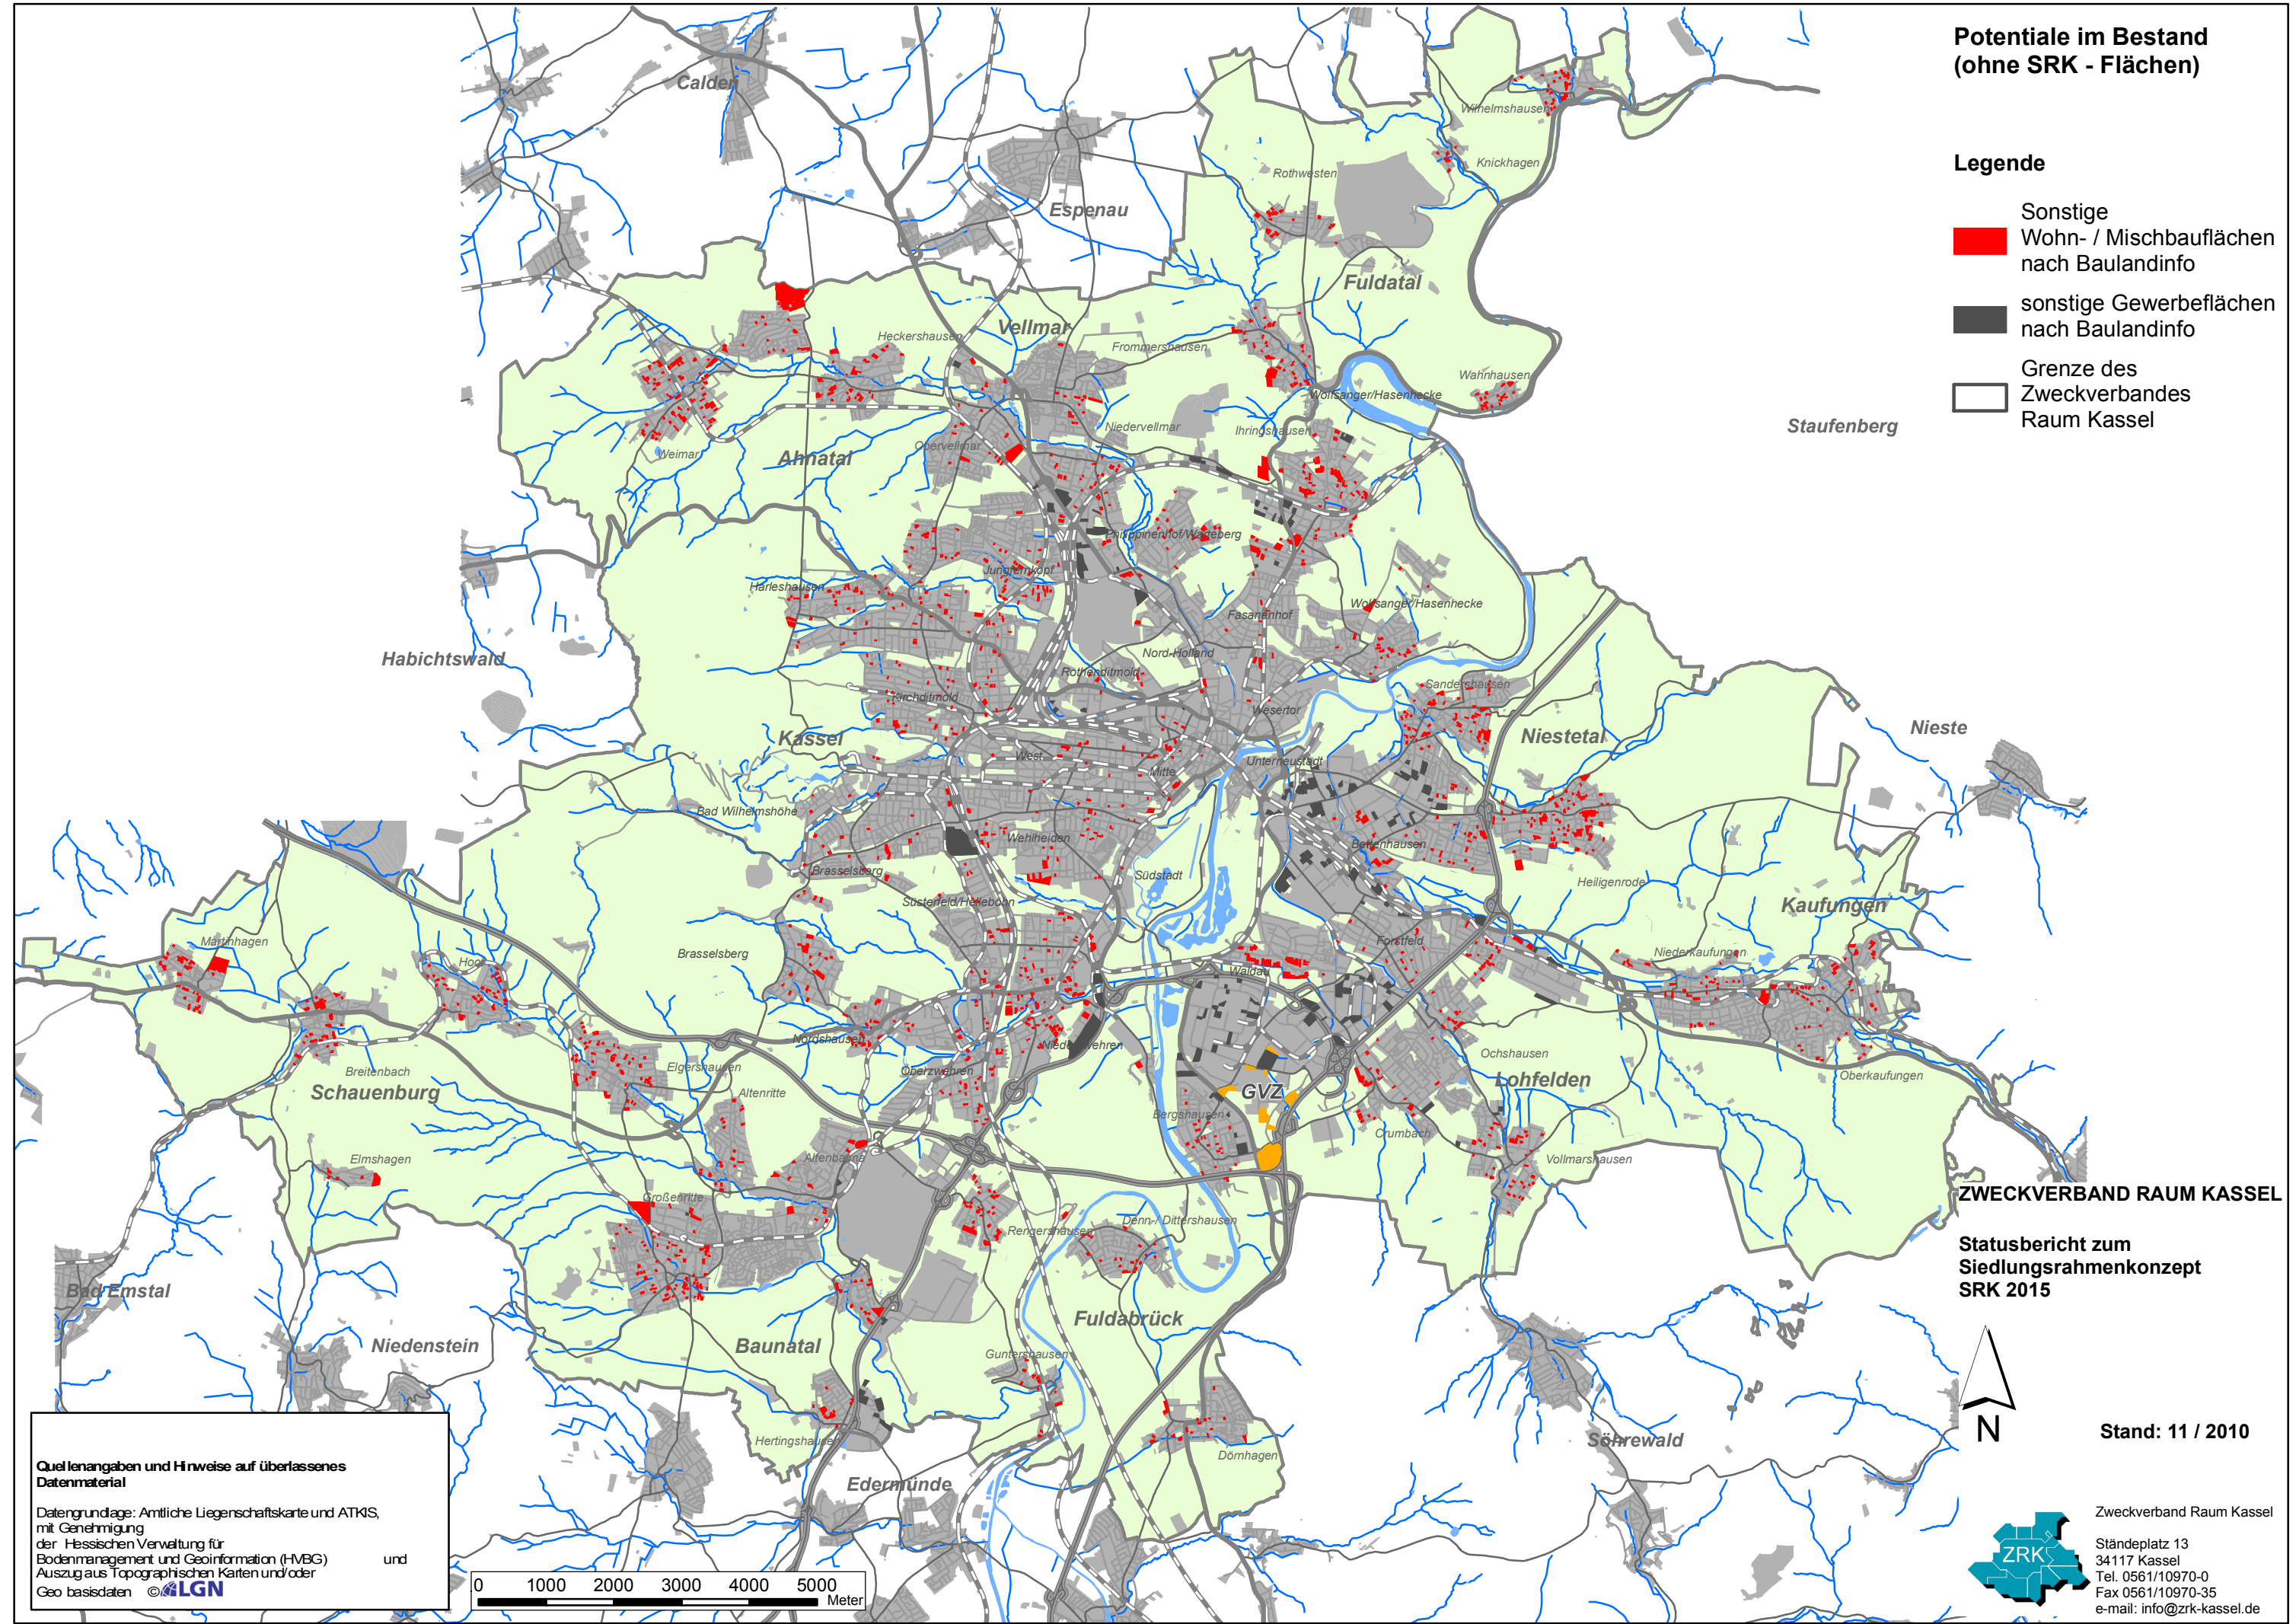 Potentiale im Bestand
(ohne SRK - Flächen)
Legende
Sonstige
Wohn- / Mischbauflächen
nach Baulandinfo
sonstige Gewerbeflächen
nach Baulandinfo
Grenze des
Zweckverbandes
Raum Kassel
Calden
Wilhelmshausen
Knickhagen
Rothwesten
Espenau
Fuldatal
Vellmar
Heckershausen
Frommershausen
Wahnhausen
Wolfsanger/Hasenhecke
Staufenberg
Niedervellmar
Ihringshausen
Obervellmar
Weimar
Ahnatal
Philippinenhof/Warteberg
Jungfernkopf
Harleshausen
Fasanenhof
Wolfsanger/Hasenhecke
Habichtswald
Nord-Holland
Rothenditmold
Sandershausen
Kirchditmold
Wesertor
Kassel
Niestetal
Nieste
West
Mitte
Unterneustadt
Bad Wilhelmshöhe
Wehlheiden
Bettenhausen
Brasselsberg
Südstadt
Heiligenrode
Süsterfeld/Helleböhn
Kaufungen
Martinhagen
Forstfeld
Brasselsberg
Niederkaufungen
Hoof
Waldau
Nordshausen
Niederzwehren
Ochshausen
Elgershausen
Oberzwehren
Breitenbach
Oberkaufungen
Lohfelden
Schauenburg
Altenritte
GVZ
Bergshausen
Crumbach
Elmshagen
Altenbauna
Vollmarshausen
Großenritte
Rengershausen
Denn-/ Dittershausen
Bad Emstal
Fuldabrück
Niedenstein
Baunatal
Guntershausen
Hertingshausen
Dörnhagen
Söhrewald
Edermünde
ZWECKVERBAND RAUM KASSEL
Statusbericht zum
Siedlungsrahmenkonzept
SRK 2015
N
Stand: 11 / 2010
Quellenangaben und Hinweise auf überlassenes
Datenmaterial
Datengrundlage: Amtliche Liegenschaftskarte und ATKIS,
mit Genehmigung
der Hessischen Verwaltung für
Bodenmanagement und Geoinformation (HVBG) und
Auszug aus Topographischen Karten und/oder
Geo basisdaten © LGN
0 1000 2000 3000 4000 5000
Meter
ZRK
Zweckverband Raum Kassel
Ständeplatz 13
34117 Kassel
Tel. 0561/10970-0
Fax 0561/10970-35
e-mail: info@zrk-kassel.de